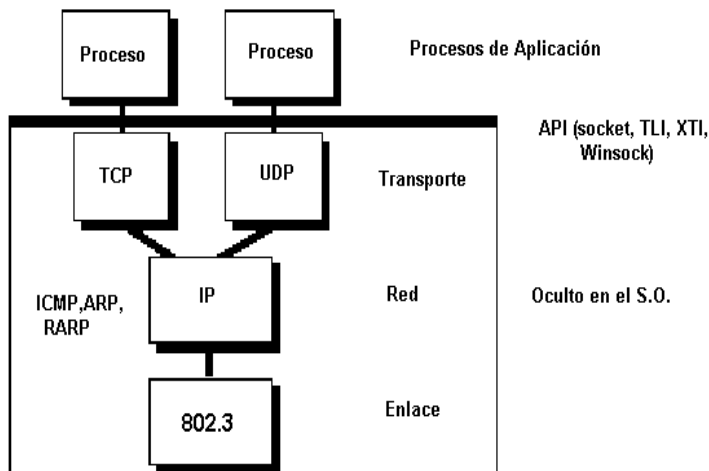 Proceso
Proceso
Procesos de Aplicación
API (socket, TLI, XTI,
Winsock)
TCP
UDP
Transporte
ICMP,ARP,
RARP
IP
Red
Oculto en el S.O.
802.3
Enlace